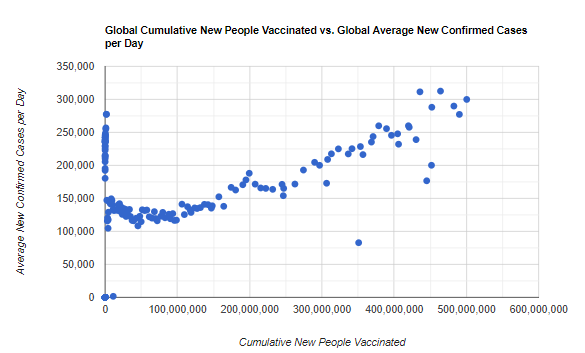 Global Cumulative New People Vaccinated vs. Global Average New Confirmed Cases
per Day
Average New Confirmed Cases per Day
350,000
300,000
250,000
200,000
150,000
100,000
50,000
0
0 100,000,000 200,000,000 300,000,000 400,000,000 500,000,000 600,000,000
Cumulative New People Vaccinated